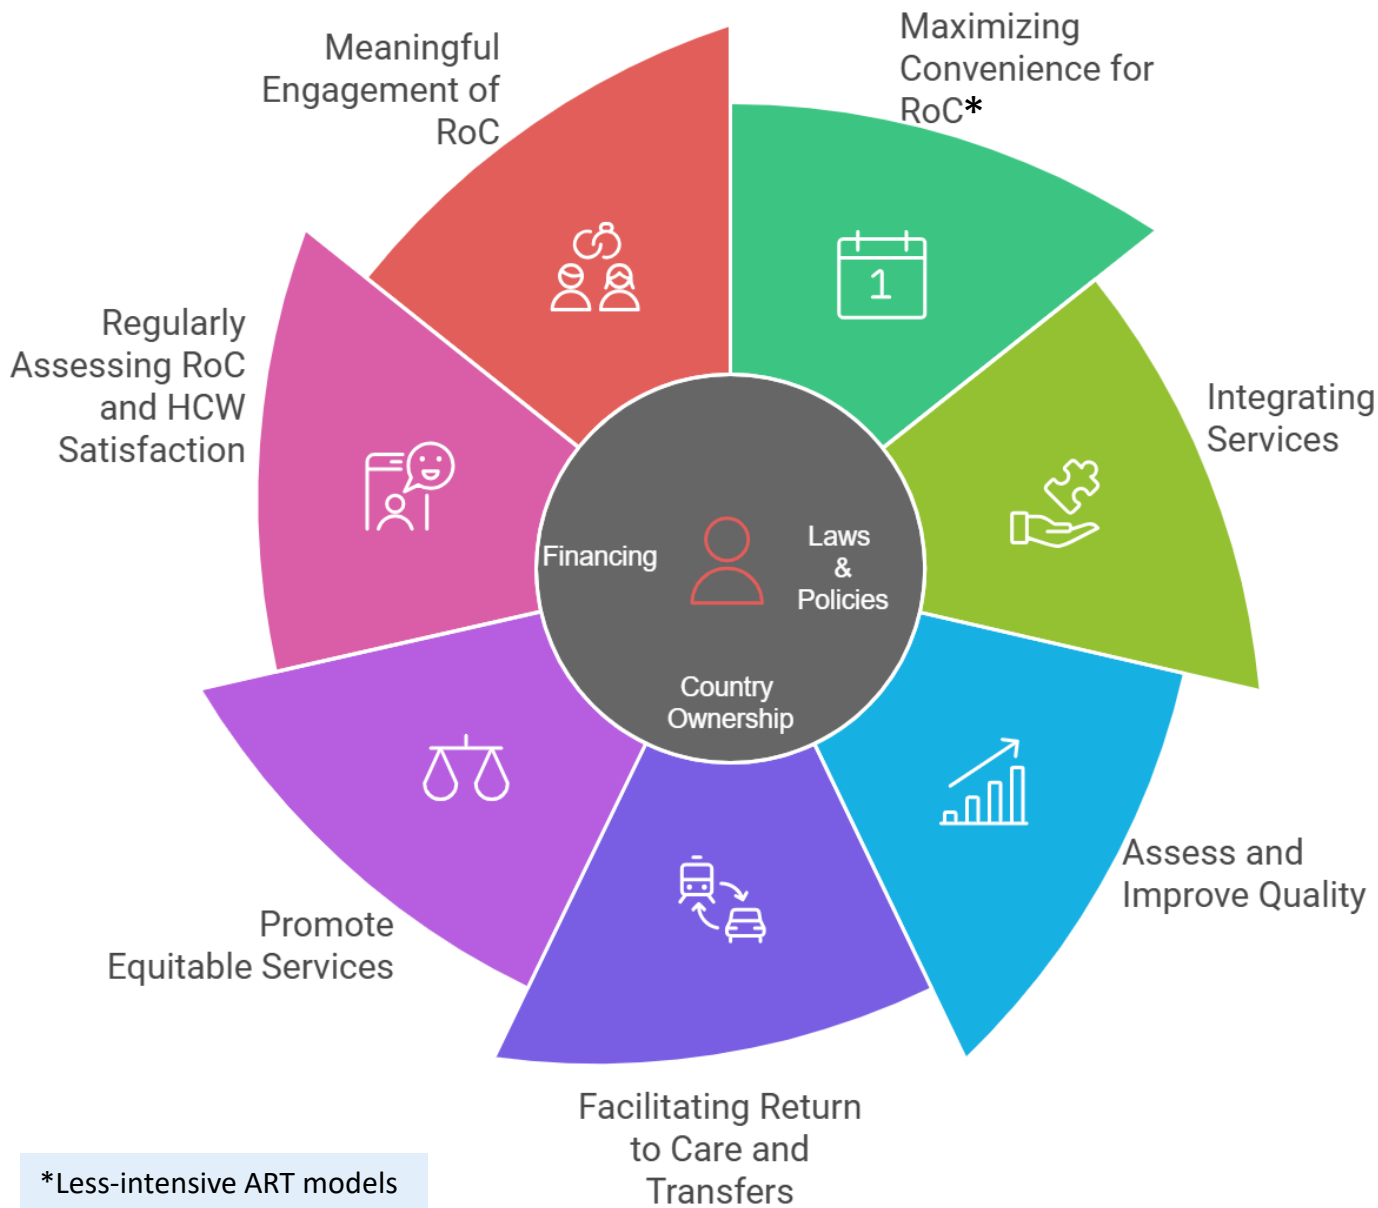 Meaningful
Engagement of
RoC
Maximizing
Convenience for
RoC*
1
Regularly
Assessing RoC
and HCW
Satisfaction
Integrating
Services
Financing
Laws
&
Policies
Country
Ownership
Assess and
Improve Quality
Promote
Equitable Services
Facilitating Return
to Care and
Transfers
*Less-intensive ART models